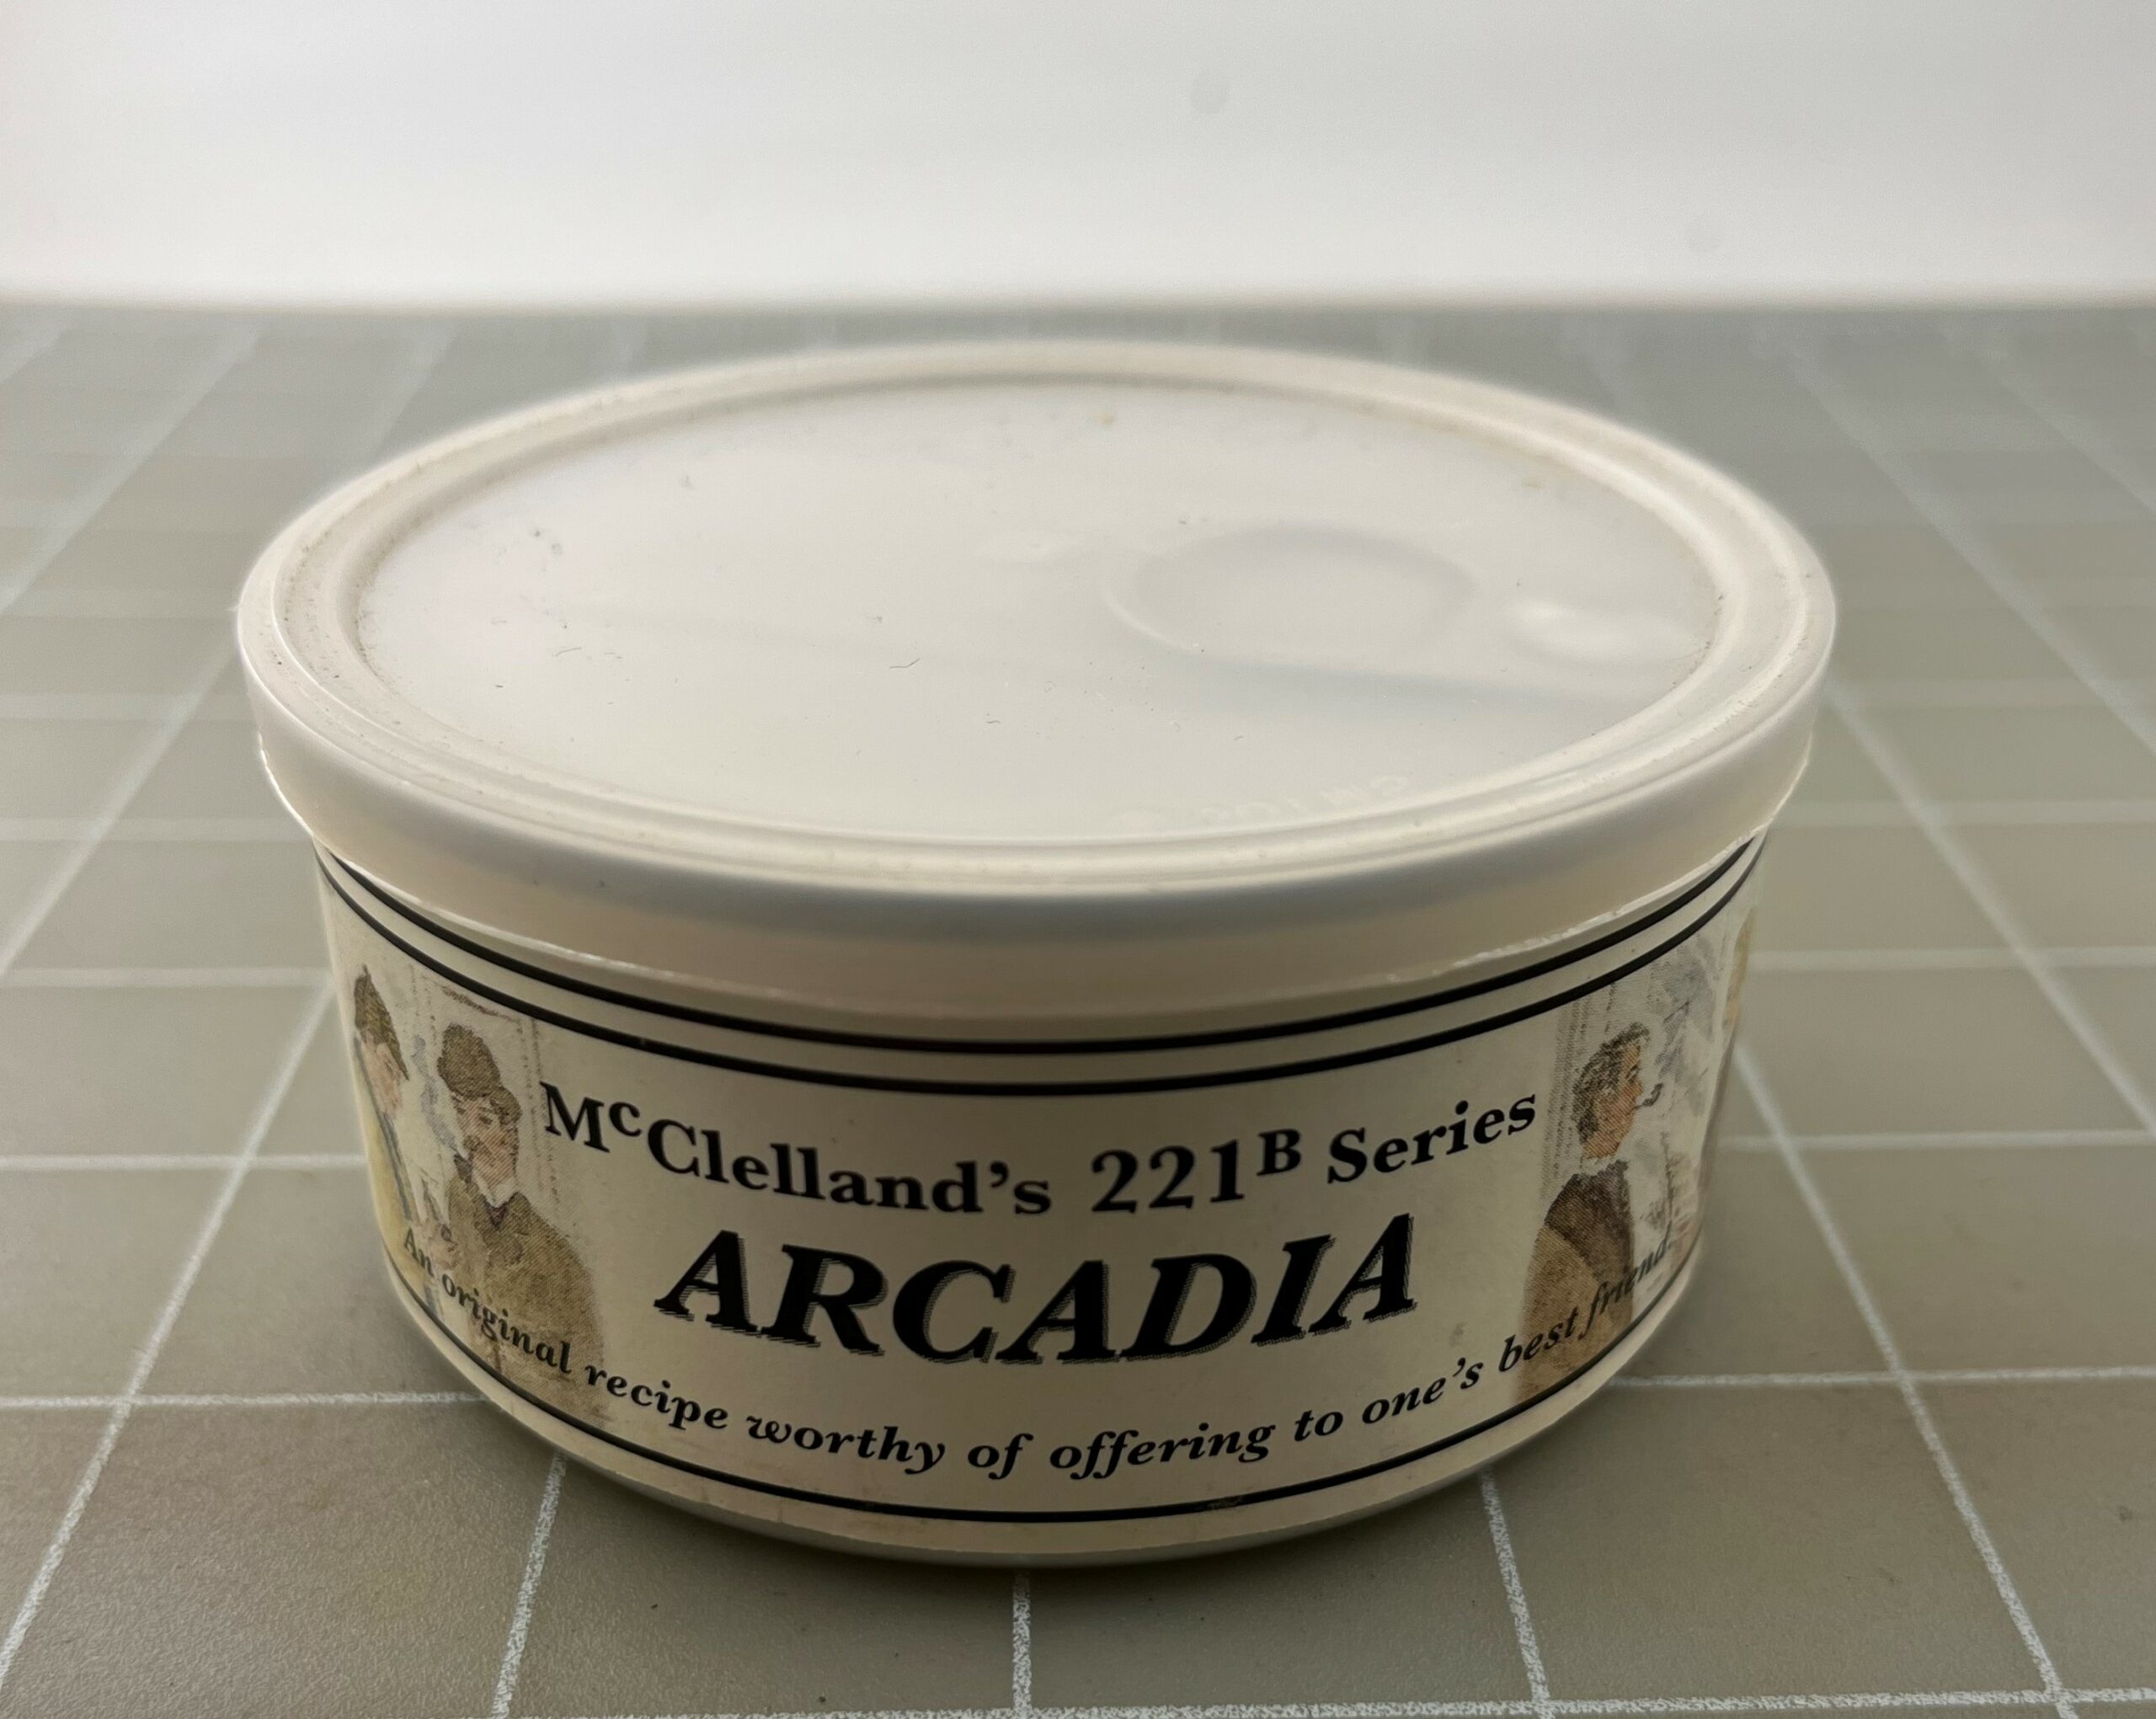 McClelland's 221B Series
ARCADIA
An original recipe worthy of offering to one's best friend.